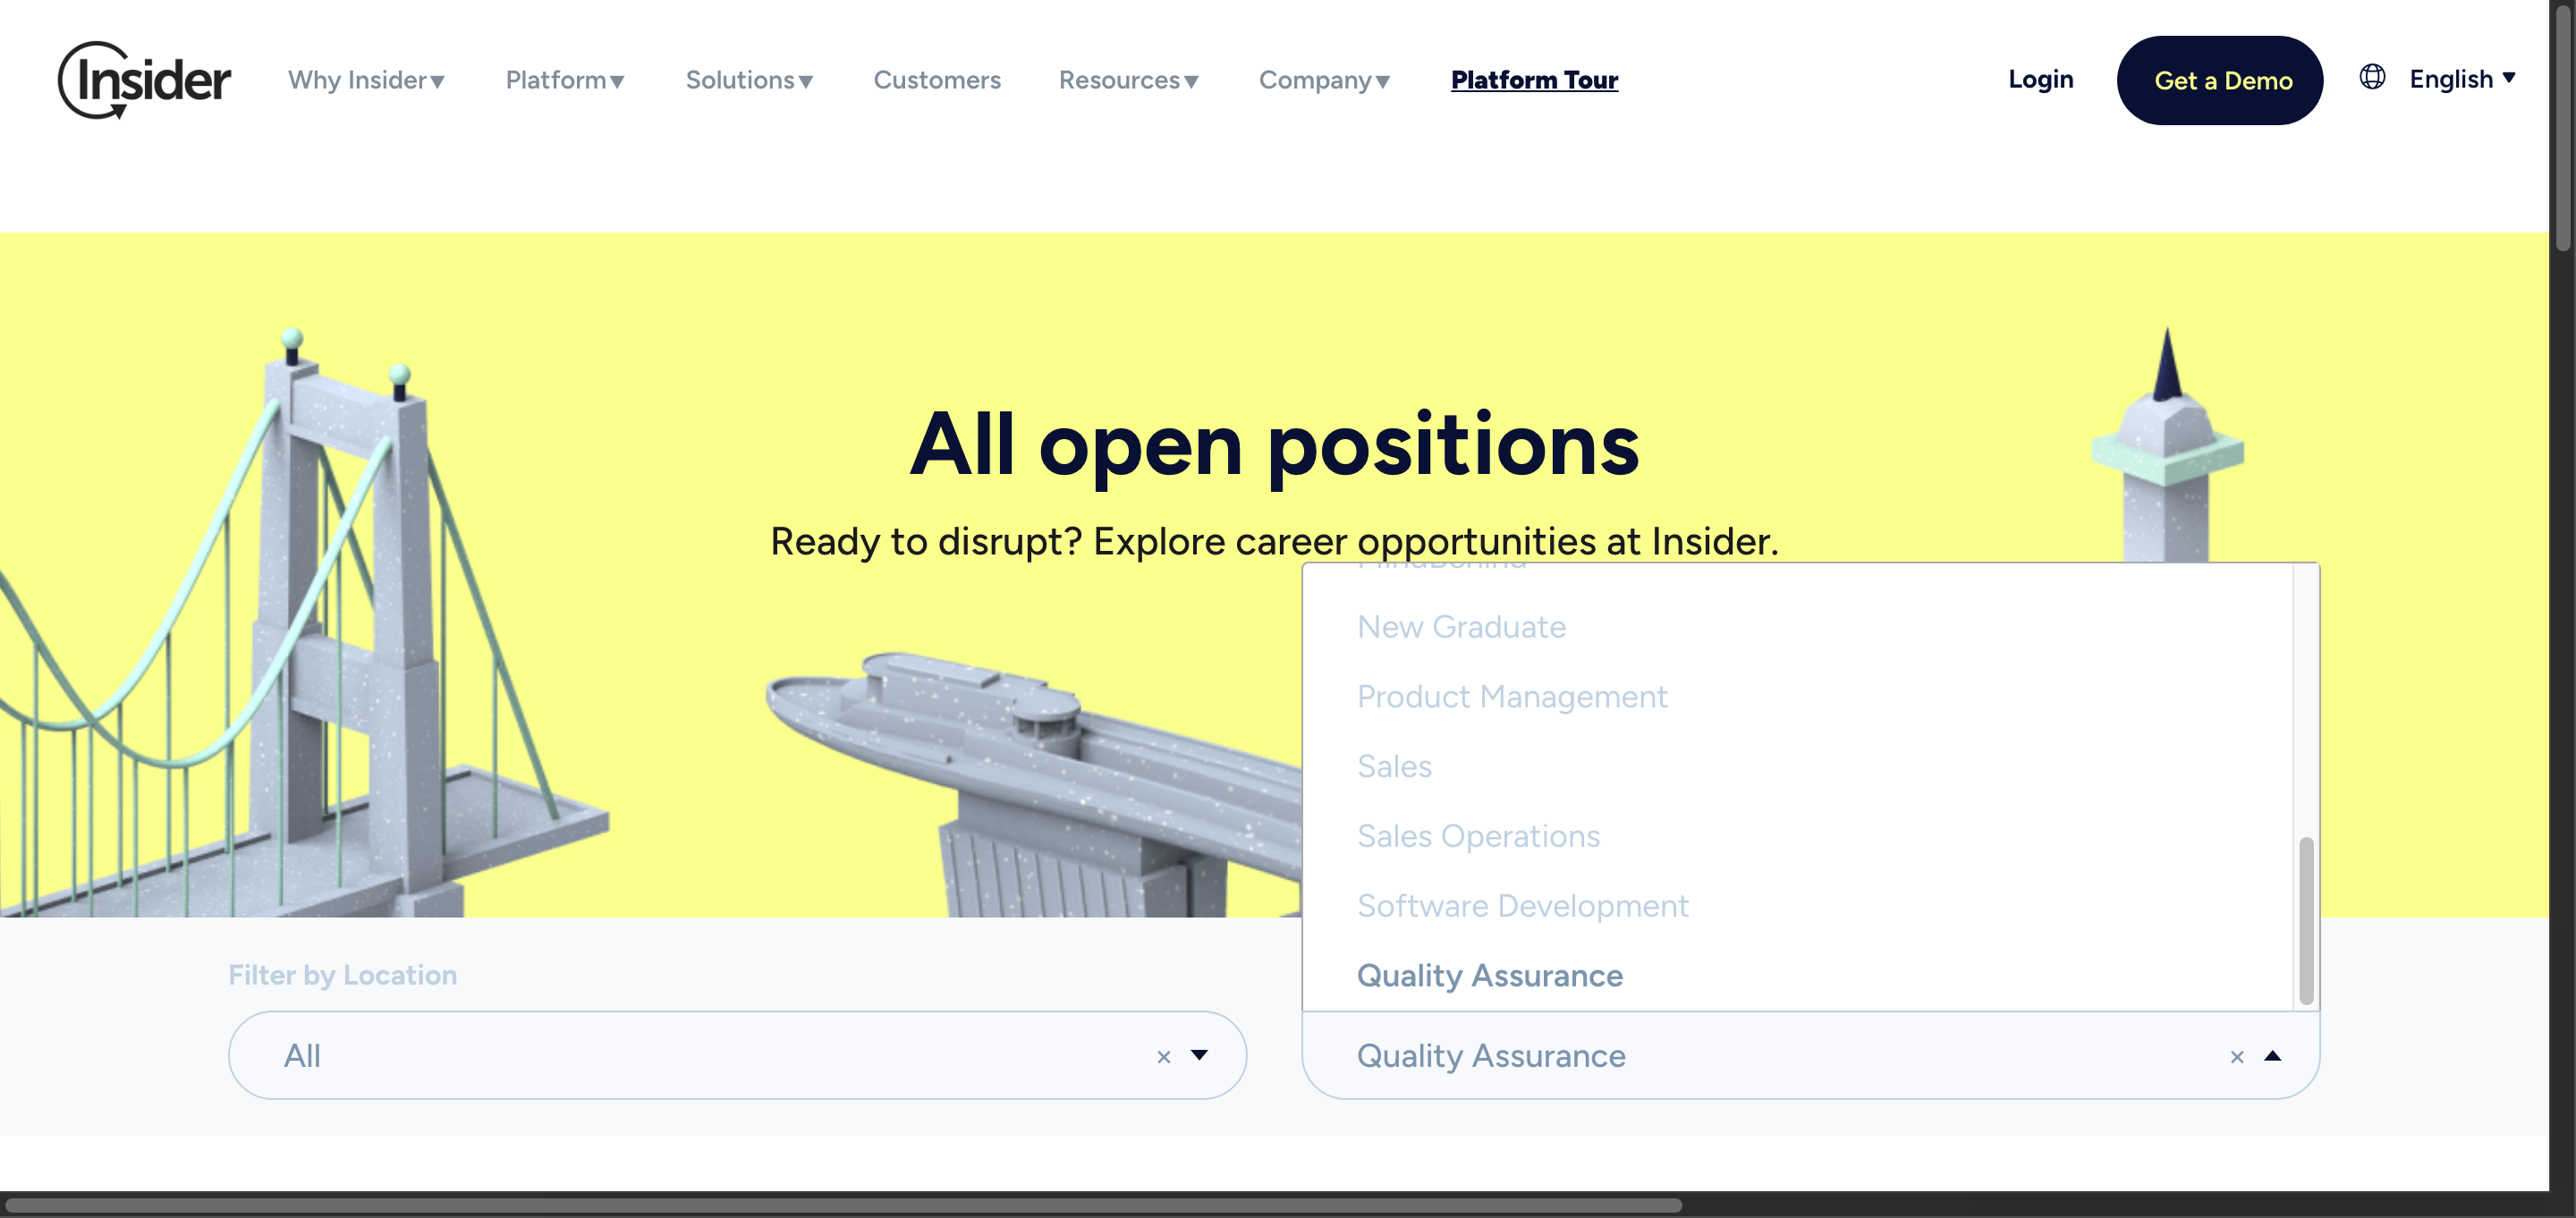 Insider
Why Insider
Platform
Solutions
Customers
Resources
Company
Platform Tour
Login
Get a Demo
English
All open positions
Ready to disrupt? Explore career opportunities at Insider.
New Graduate
Product Management
Sales
Sales Operations
Software Development
Quality Assurance
Filter by Location
All
Quality Assurance